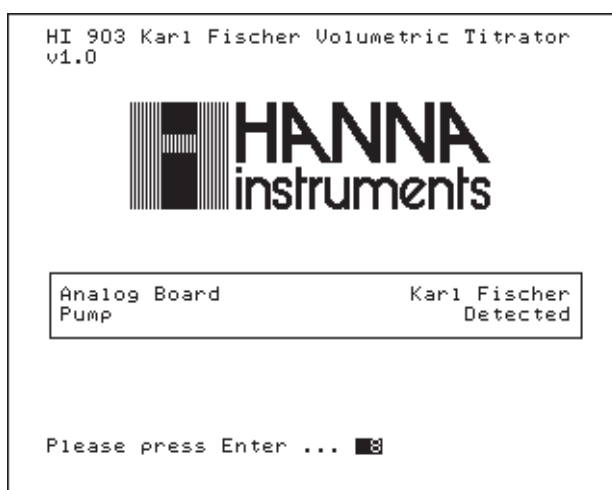 HI 903 Karl Fischer Volumetric Titrator
v1.0
HANNA
instruments
Analog Board Karl Fischer
Pump Detected
Please press Enter ... 8